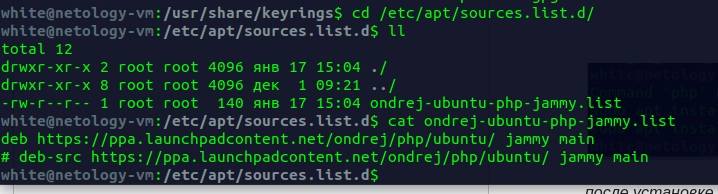 white@netology-vm:/usr/share/keyrings$ cd /etc/apt/sources.list.d/
white@netology-vm:/etc/apt/sources.list.d$ ll
total 12
drwxr-xr-x 2 root root 4096 янв 17 15:04 ./
drwxr-xr-x 8 root root 4096 дек  1 09:21 ../
-rw-r--r-- 1 root root  140 янв 17 15:04 ondrej-ubuntu-php-jammy.list
white@netology-vm:/etc/apt/sources.list.d$ cat ondrej-ubuntu-php-jammy.list
deb https://ppa.launchpadcontent.net/ondrej/php/ubuntu/ jammy main
# deb-src https://ppa.launchpadcontent.net/ondrej/php/ubuntu/ jammy main
white@netology-vm:/etc/apt/sources.list.d$
после установке